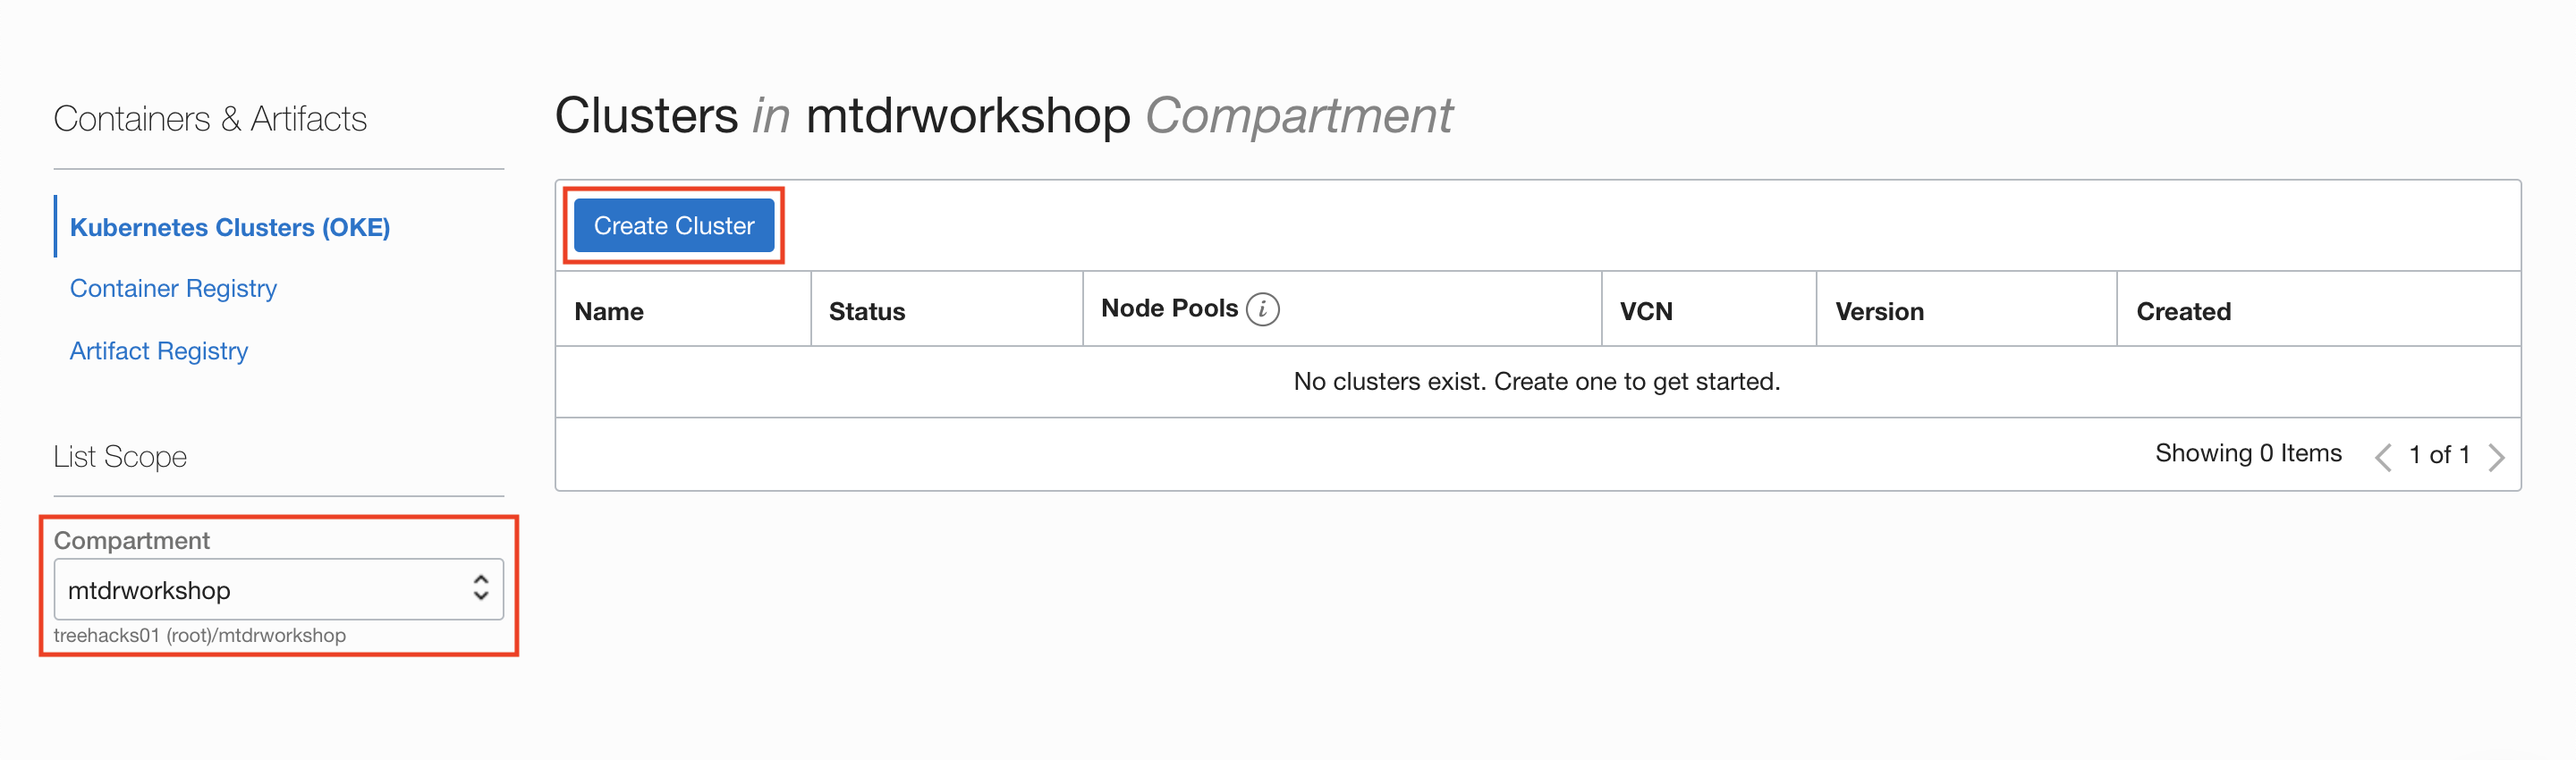 Containers & Artifacts
Kubernetes Clusters (OKE)
Container Registry
Artifact Registry
List Scope
Compartment
mtdrworkshop
treehacks01 (root)/mtdrworkshop
Clusters in mtdrworkshop Compartment
Create Cluster
Name Status Node Pools i VCN Version Created
No clusters exist. Create one to get started.
Showing 0 Items < 1 of 1 >